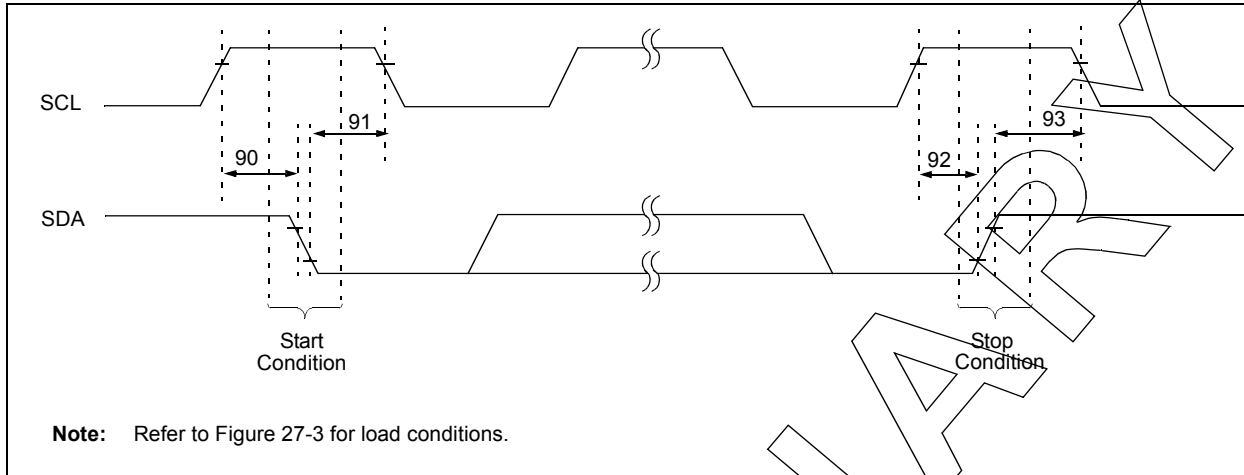 SCL
91
93
90
92
SDA
Start
Condition
Stop
Condition
Note: Refer to Figure 27-3 for load conditions.
ARY